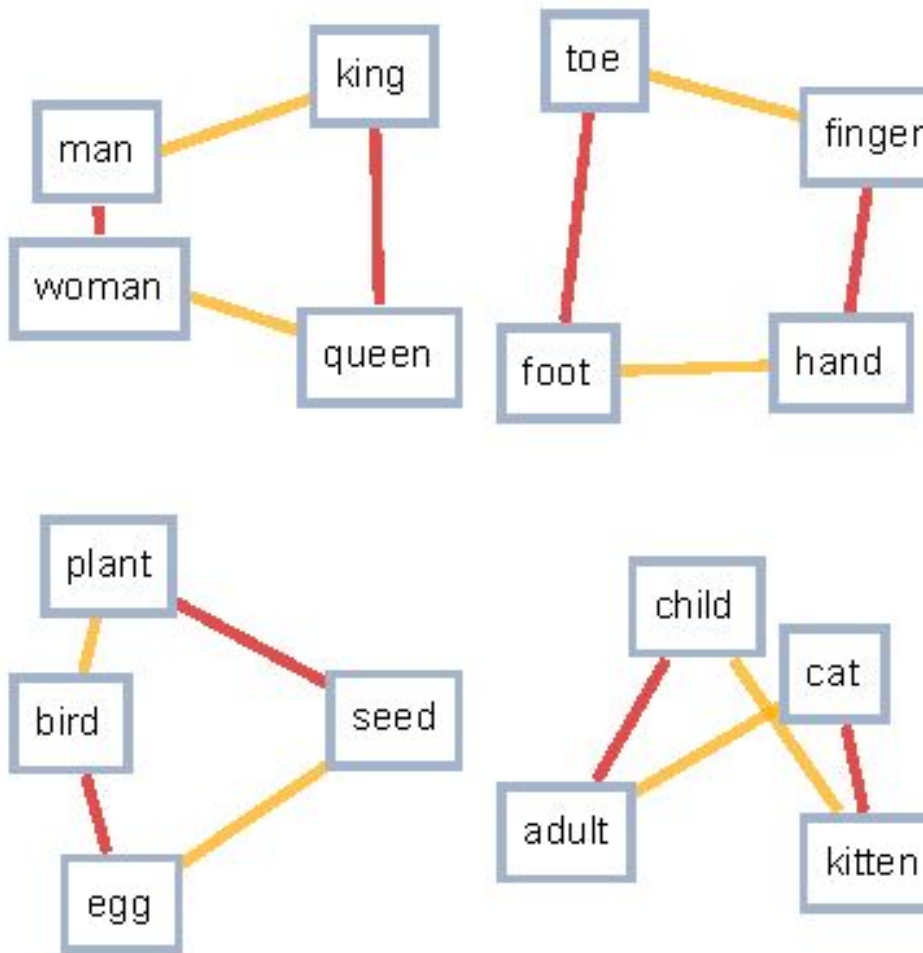 king
man
woman
queen
toe
finger
foot
hand
plant
bird
seed
egg
child
cat
adult
kitten